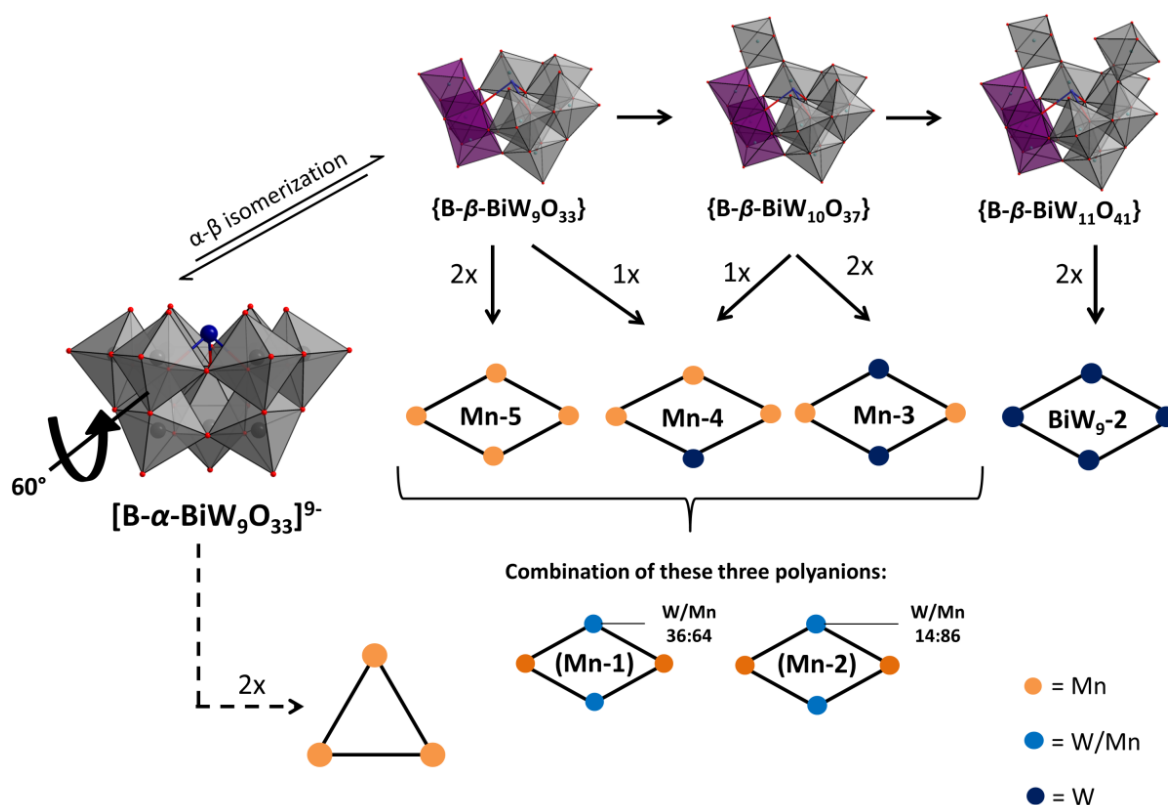 α-β isomerization
{B-β-BiW₉O₃₃}
{B-β-BiW₁₀O₃₇}
{B-β-BiW₁₁O₄₁}
2x
1x
1x
2x
2x
Mn-5
Mn-4
Mn-3
BiW₉-2
60°
[B-α-BiW₉O₃₃]⁹⁻
Combination of these three polyanions:
W/Mn
36:64
W/Mn
14:86
(Mn-1)
(Mn-2)
2x
= Mn
= W/Mn
= W